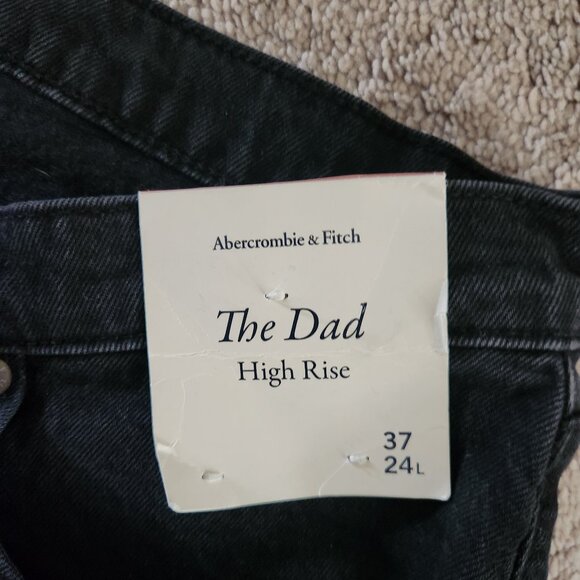 Abercrombie & Fitch
The Dad
High Rise
37
24L